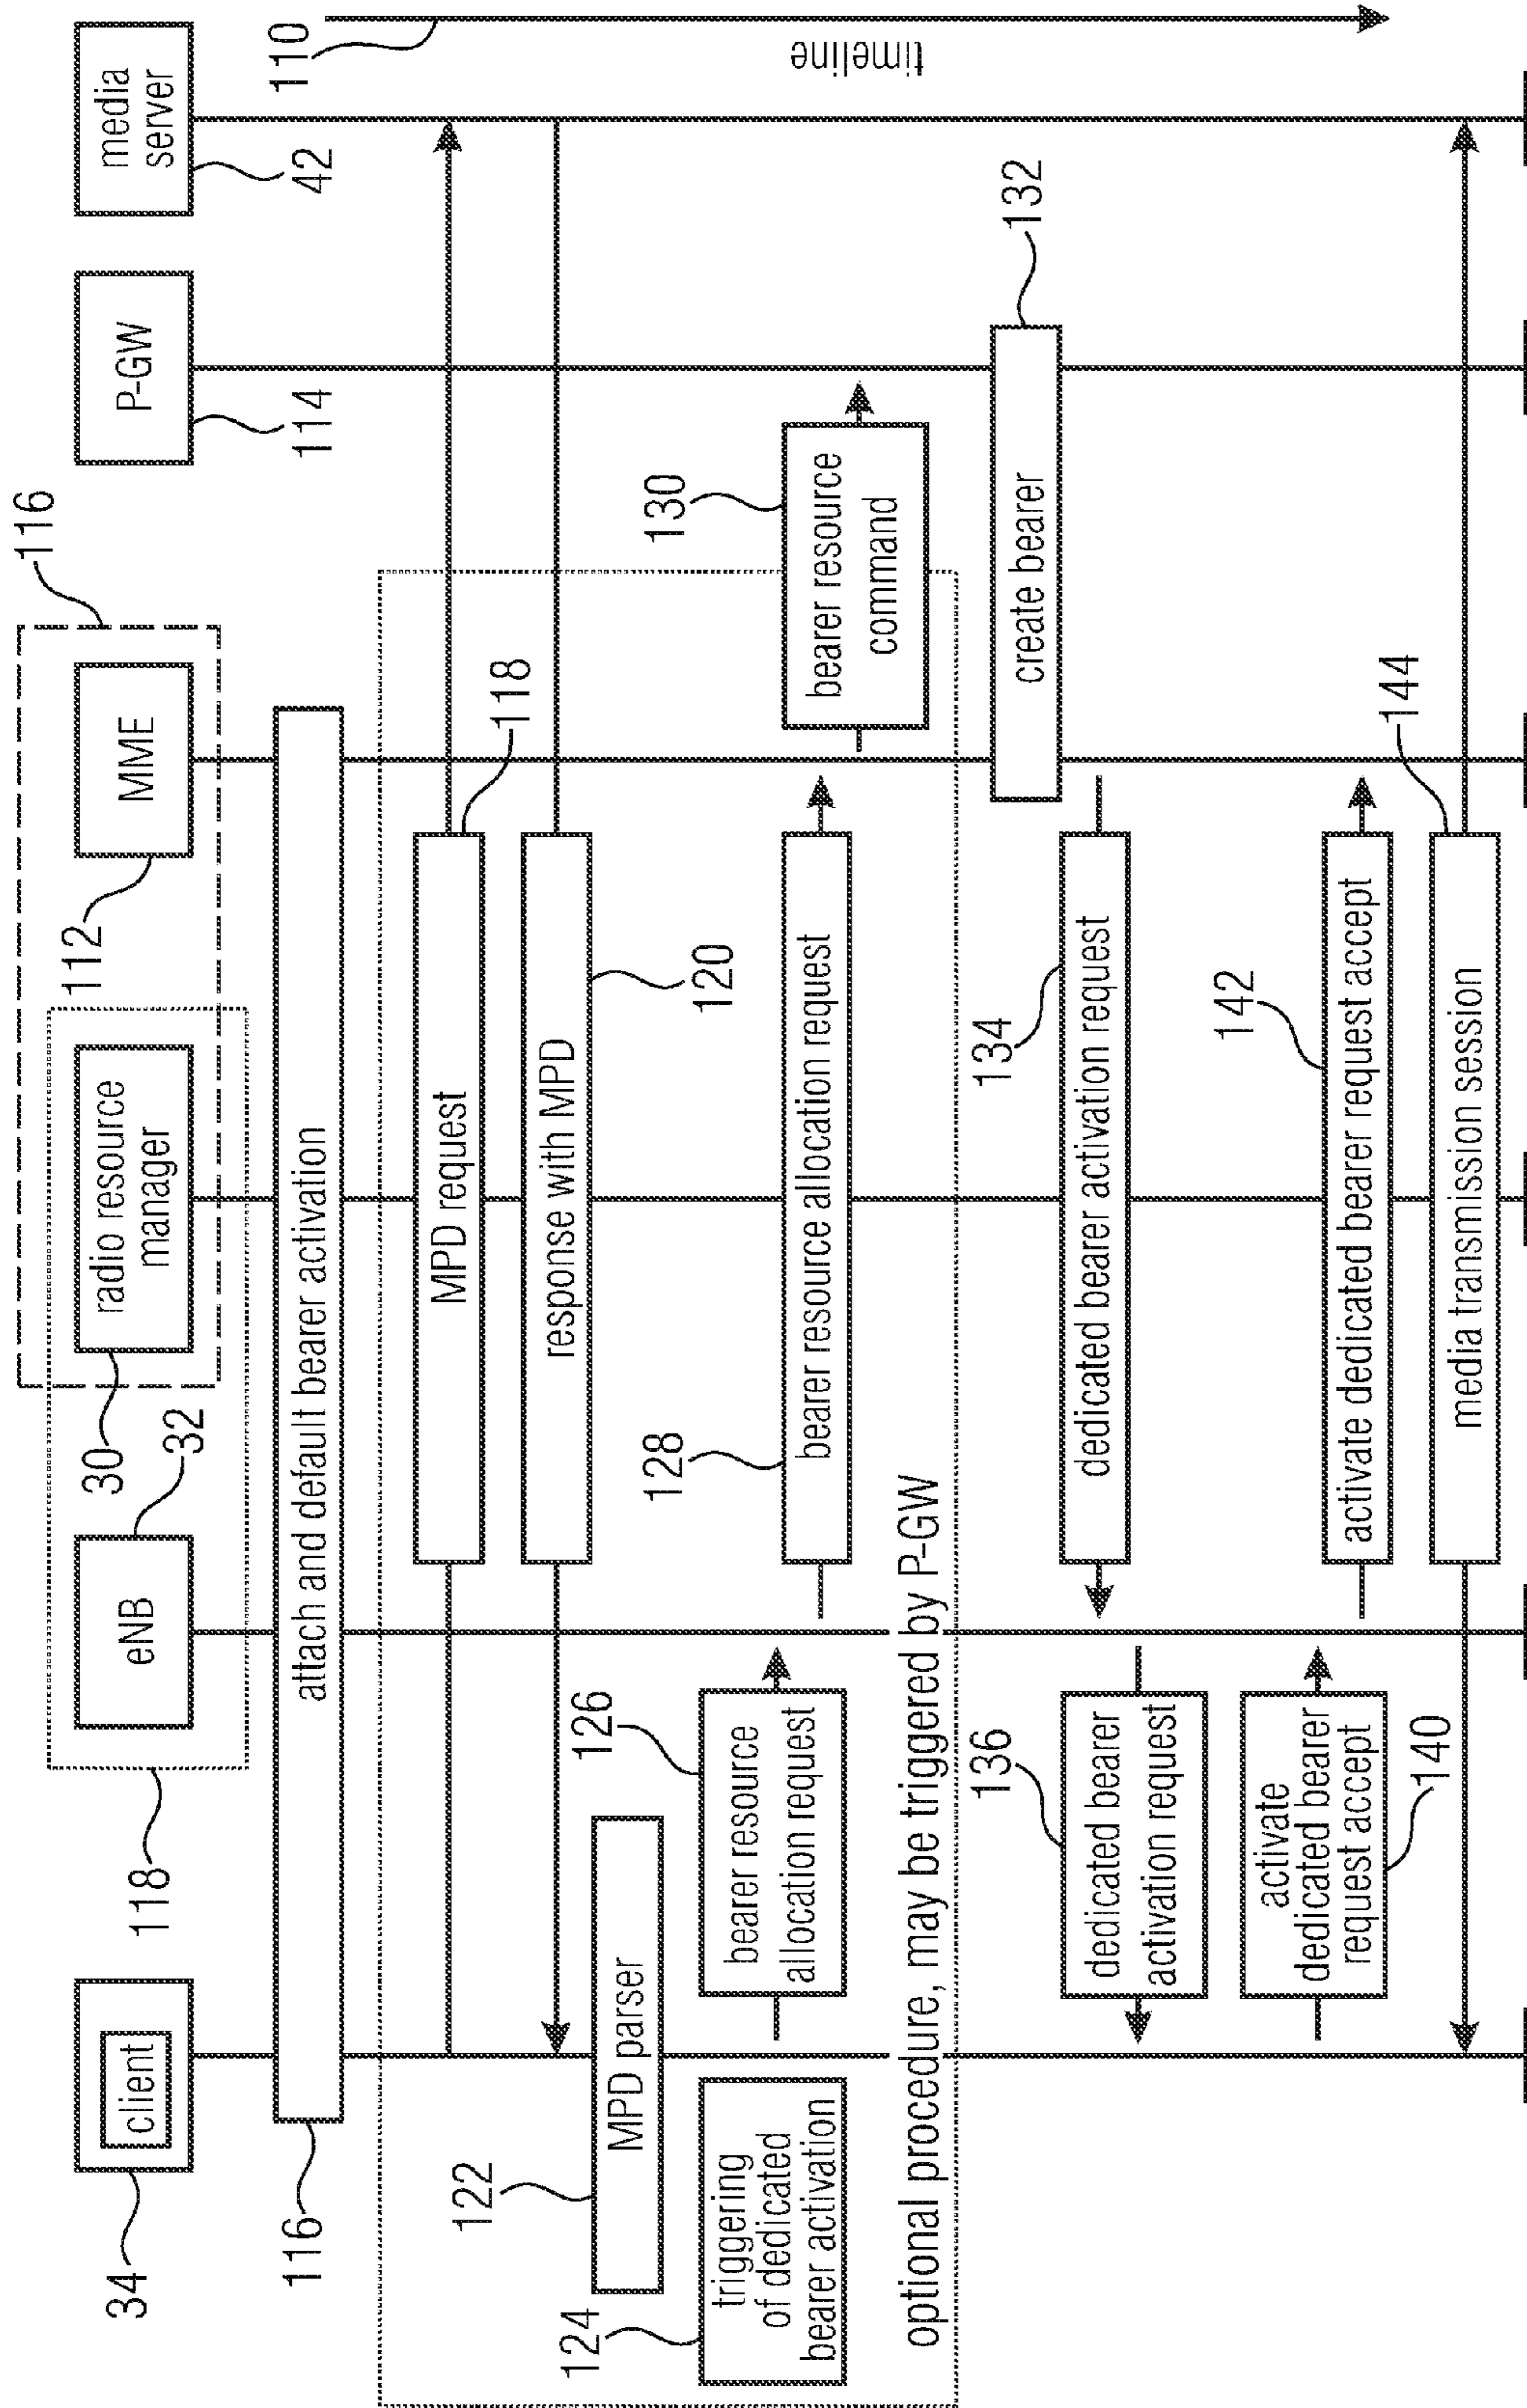 34
client
118
eNB
32
30
radio resource
manager
112
MME
116
P-GW
114
media
server
42
110
timeline
116
attach and default bearer activation
MPD request
118
response with MPD
120
122
MPD parser
124
triggering
of dedicated
bearer activation
126
bearer resource
allocation request
128
bearer resource allocation request
130
bearer resource
command
optional procedure, may be triggered by P-GW
create bearer
132
134
dedicated bearer activation request
136
dedicated bearer
activation request
activate
dedicated bearer
request accept
140
142
activate dedicated bearer request accept
media transmission session
144